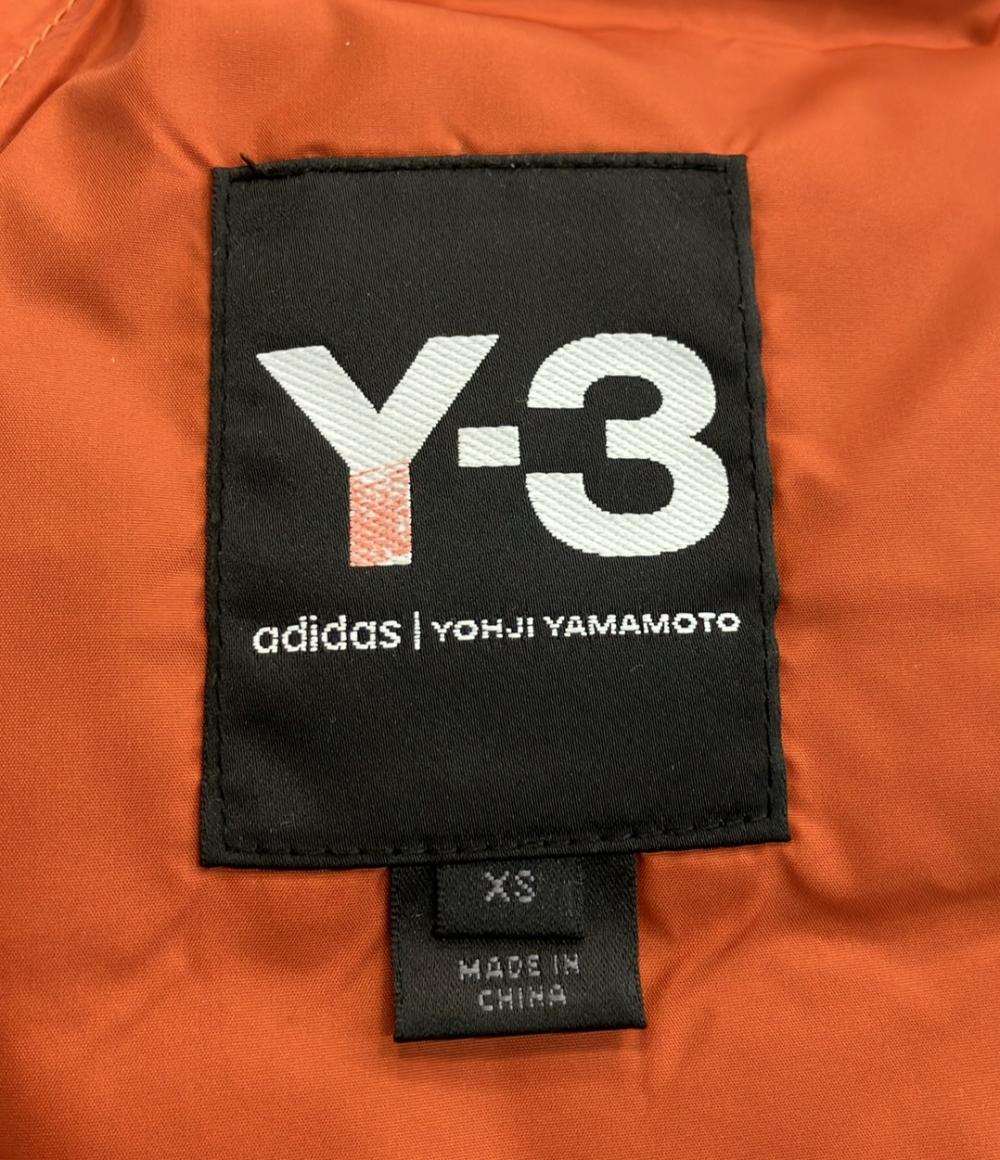 Y-3
adidas | YOHJI YAMAMOTO
XS
MADE IN
CHINA